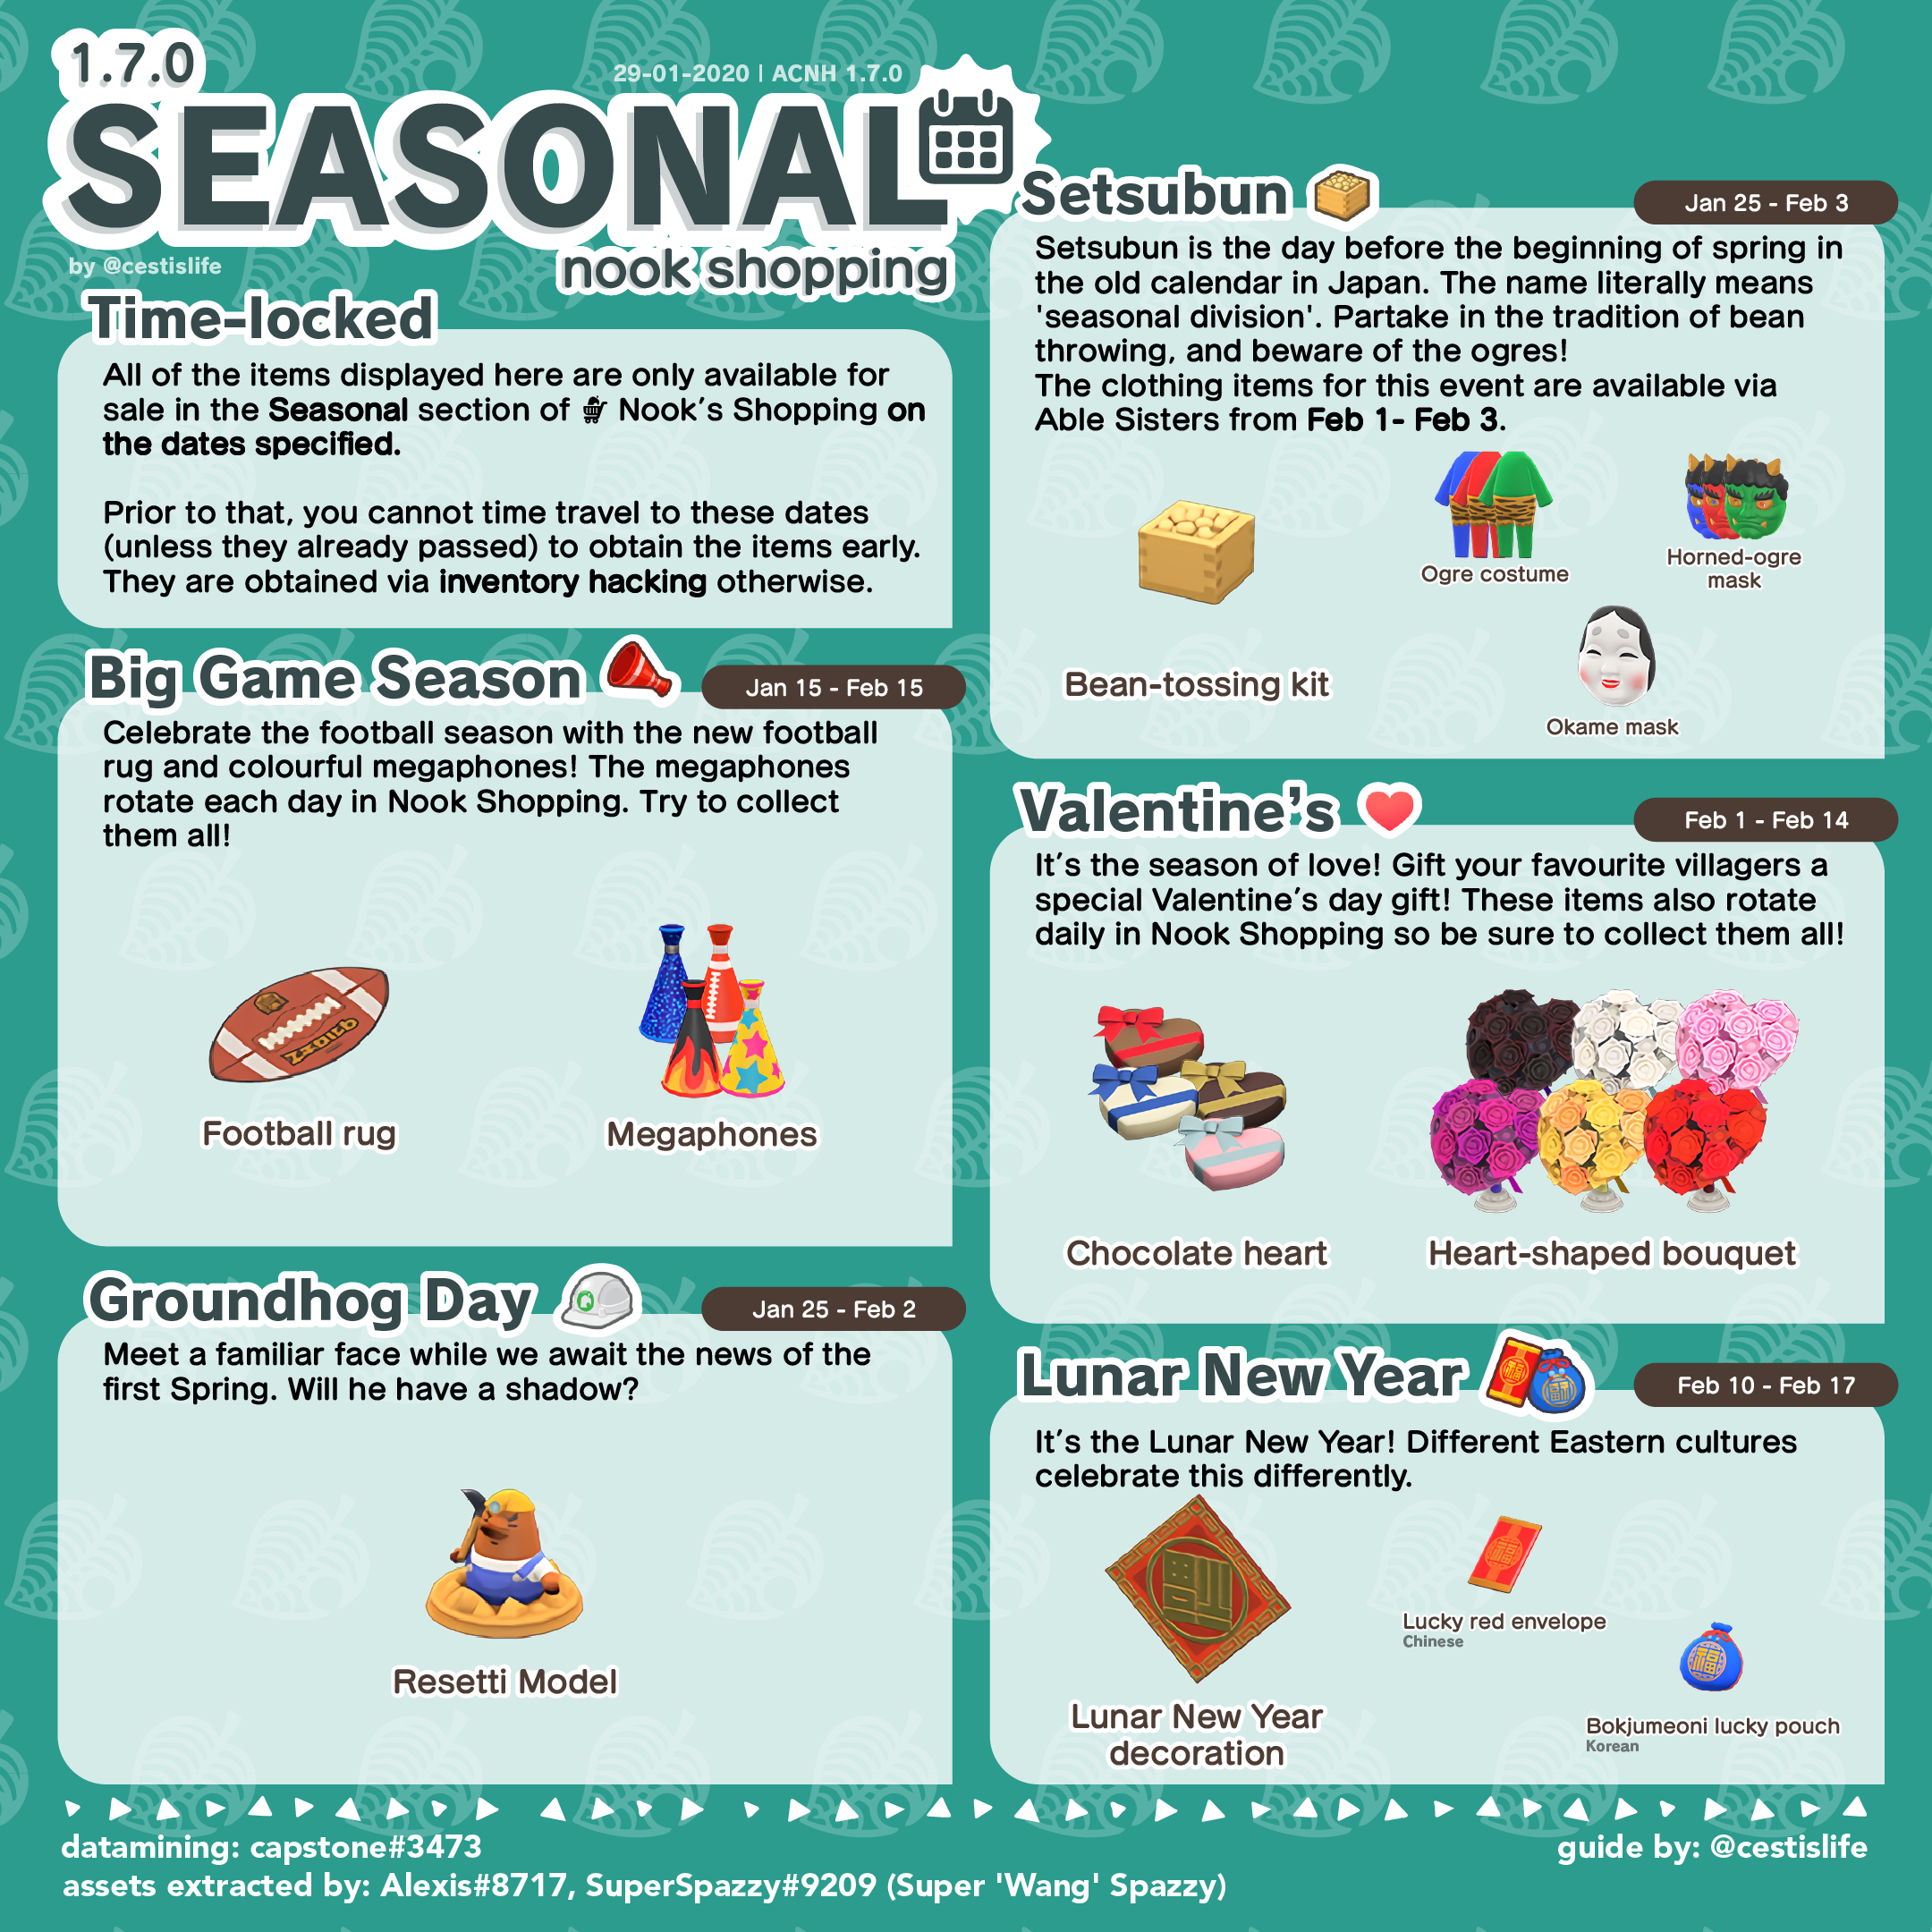 1.7.0
29-01-2020 | ACNH 1.7.0
SEASONAL
by @cestislife
nook shopping
Time-locked
All of the items displayed here are only available for
sale in the Seasonal section of Nook's Shopping on
the dates specified.
Prior to that, you cannot time travel to these dates
(unless they already passed) to obtain the items early.
They are obtained via inventory hacking otherwise.
Big Game Season
Jan 15 - Feb 15
Celebrate the football season with the new football
rug and colourful megaphones! The megaphones
rotate each day in Nook Shopping. Try to collect
them all!
Football rug
Megaphones
Groundhog Day
Jan 25 - Feb 2
Meet a familiar face while we await the news of the
first Spring. Will he have a shadow?
Resetti Model
Setsubun
Jan 25 - Feb 3
Setsubun is the day before the beginning of spring in
the old calendar in Japan. The name literally means
'seasonal division'. Partake in the tradition of bean
throwing, and beware of the ogres!
The clothing items for this event are available via
Able Sisters from Feb 1- Feb 3.
Bean-tossing kit
Ogre costume
Horned-ogre
mask
Okame mask
Valentine's
Feb 1 - Feb 14
It's the season of love! Gift your favourite villagers a
special Valentine's day gift! These items also rotate
daily in Nook Shopping so be sure to collect them all!
Chocolate heart
Heart-shaped bouquet
Lunar New Year
Feb 10 - Feb 17
It's the Lunar New Year! Different Eastern cultures
celebrate this differently.
福
Lunar New Year
decoration
福
Lucky red envelope
Chinese
福
Bokjumeoni lucky pouch
Korean
datamining: capstone#3473
assets extracted by: Alexis#8717, SuperSpazzy#9209 (Super 'Wang' Spazzy)
guide by: @cestislife